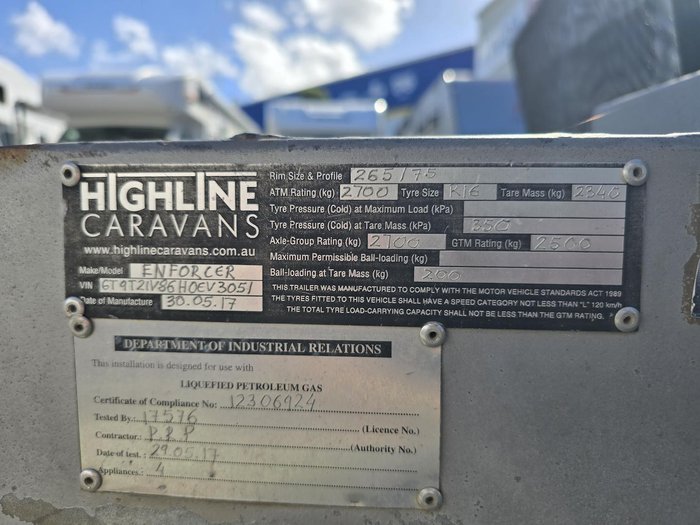 HIGHLINE
CARAVANS
www.highlinecaravans.com.au
Make/Model ENFORCER
VIN 6T9T21V86H0EV3051
Date of Manufacture 30.05.17
Rim Size & Profile 265/75
ATM Rating (kg) 2700 Tyre Size R16 Tare Mass (kg) 2340
Tyre Pressure (Cold) at Maximum Load (kPa)
Tyre Pressure (Cold) at Tare Mass (kPa) 350
Axle-Group Rating (kg) 2700 GTM Rating (kg) 2500
Maximum Permissible Ball-loading (kg)
Ball-loading at Tare Mass (kg) 200
THIS TRAILER WAS MANUFACTURED TO COMPLY WITH THE MOTOR VEHICLE STANDARDS ACT 1989
THE TYRES FITTED TO THIS VEHICLE HAVE A SPEED CATEGORY NOT LESS THAN "L" 120 km/h
THE TOTAL TYRE LOAD-CARRYING CAPACITY SHALL NOT BE LESS THAN THE GTM RATING.
DEPARTMENT OF INDUSTRIAL RELATIONS
This installation is designed for use with
LIQUEFIED PETROLEUM GAS
Certificate of Compliance No: 12306924
Tested By: 17576 (Licence No.)
Contractor: P.R.P (Authority No.)
Date of test: 29.05.17
Appliances: 4